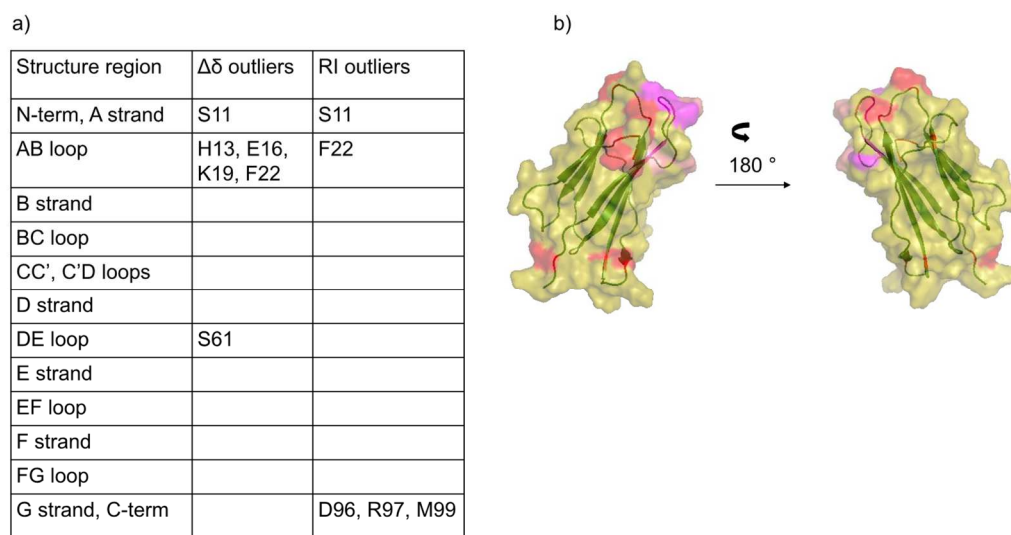 a)
b)
Structure region Δδ outliers RI outliers
N-term, A strand S11 S11
AB loop H13, E16, F22
K19, F22
B strand
BC loop
CC’, C’D loops
D strand
DE loop S61
E strand
EF loop
F strand
FG loop
G strand, C-term D96, R97, M99
180 °